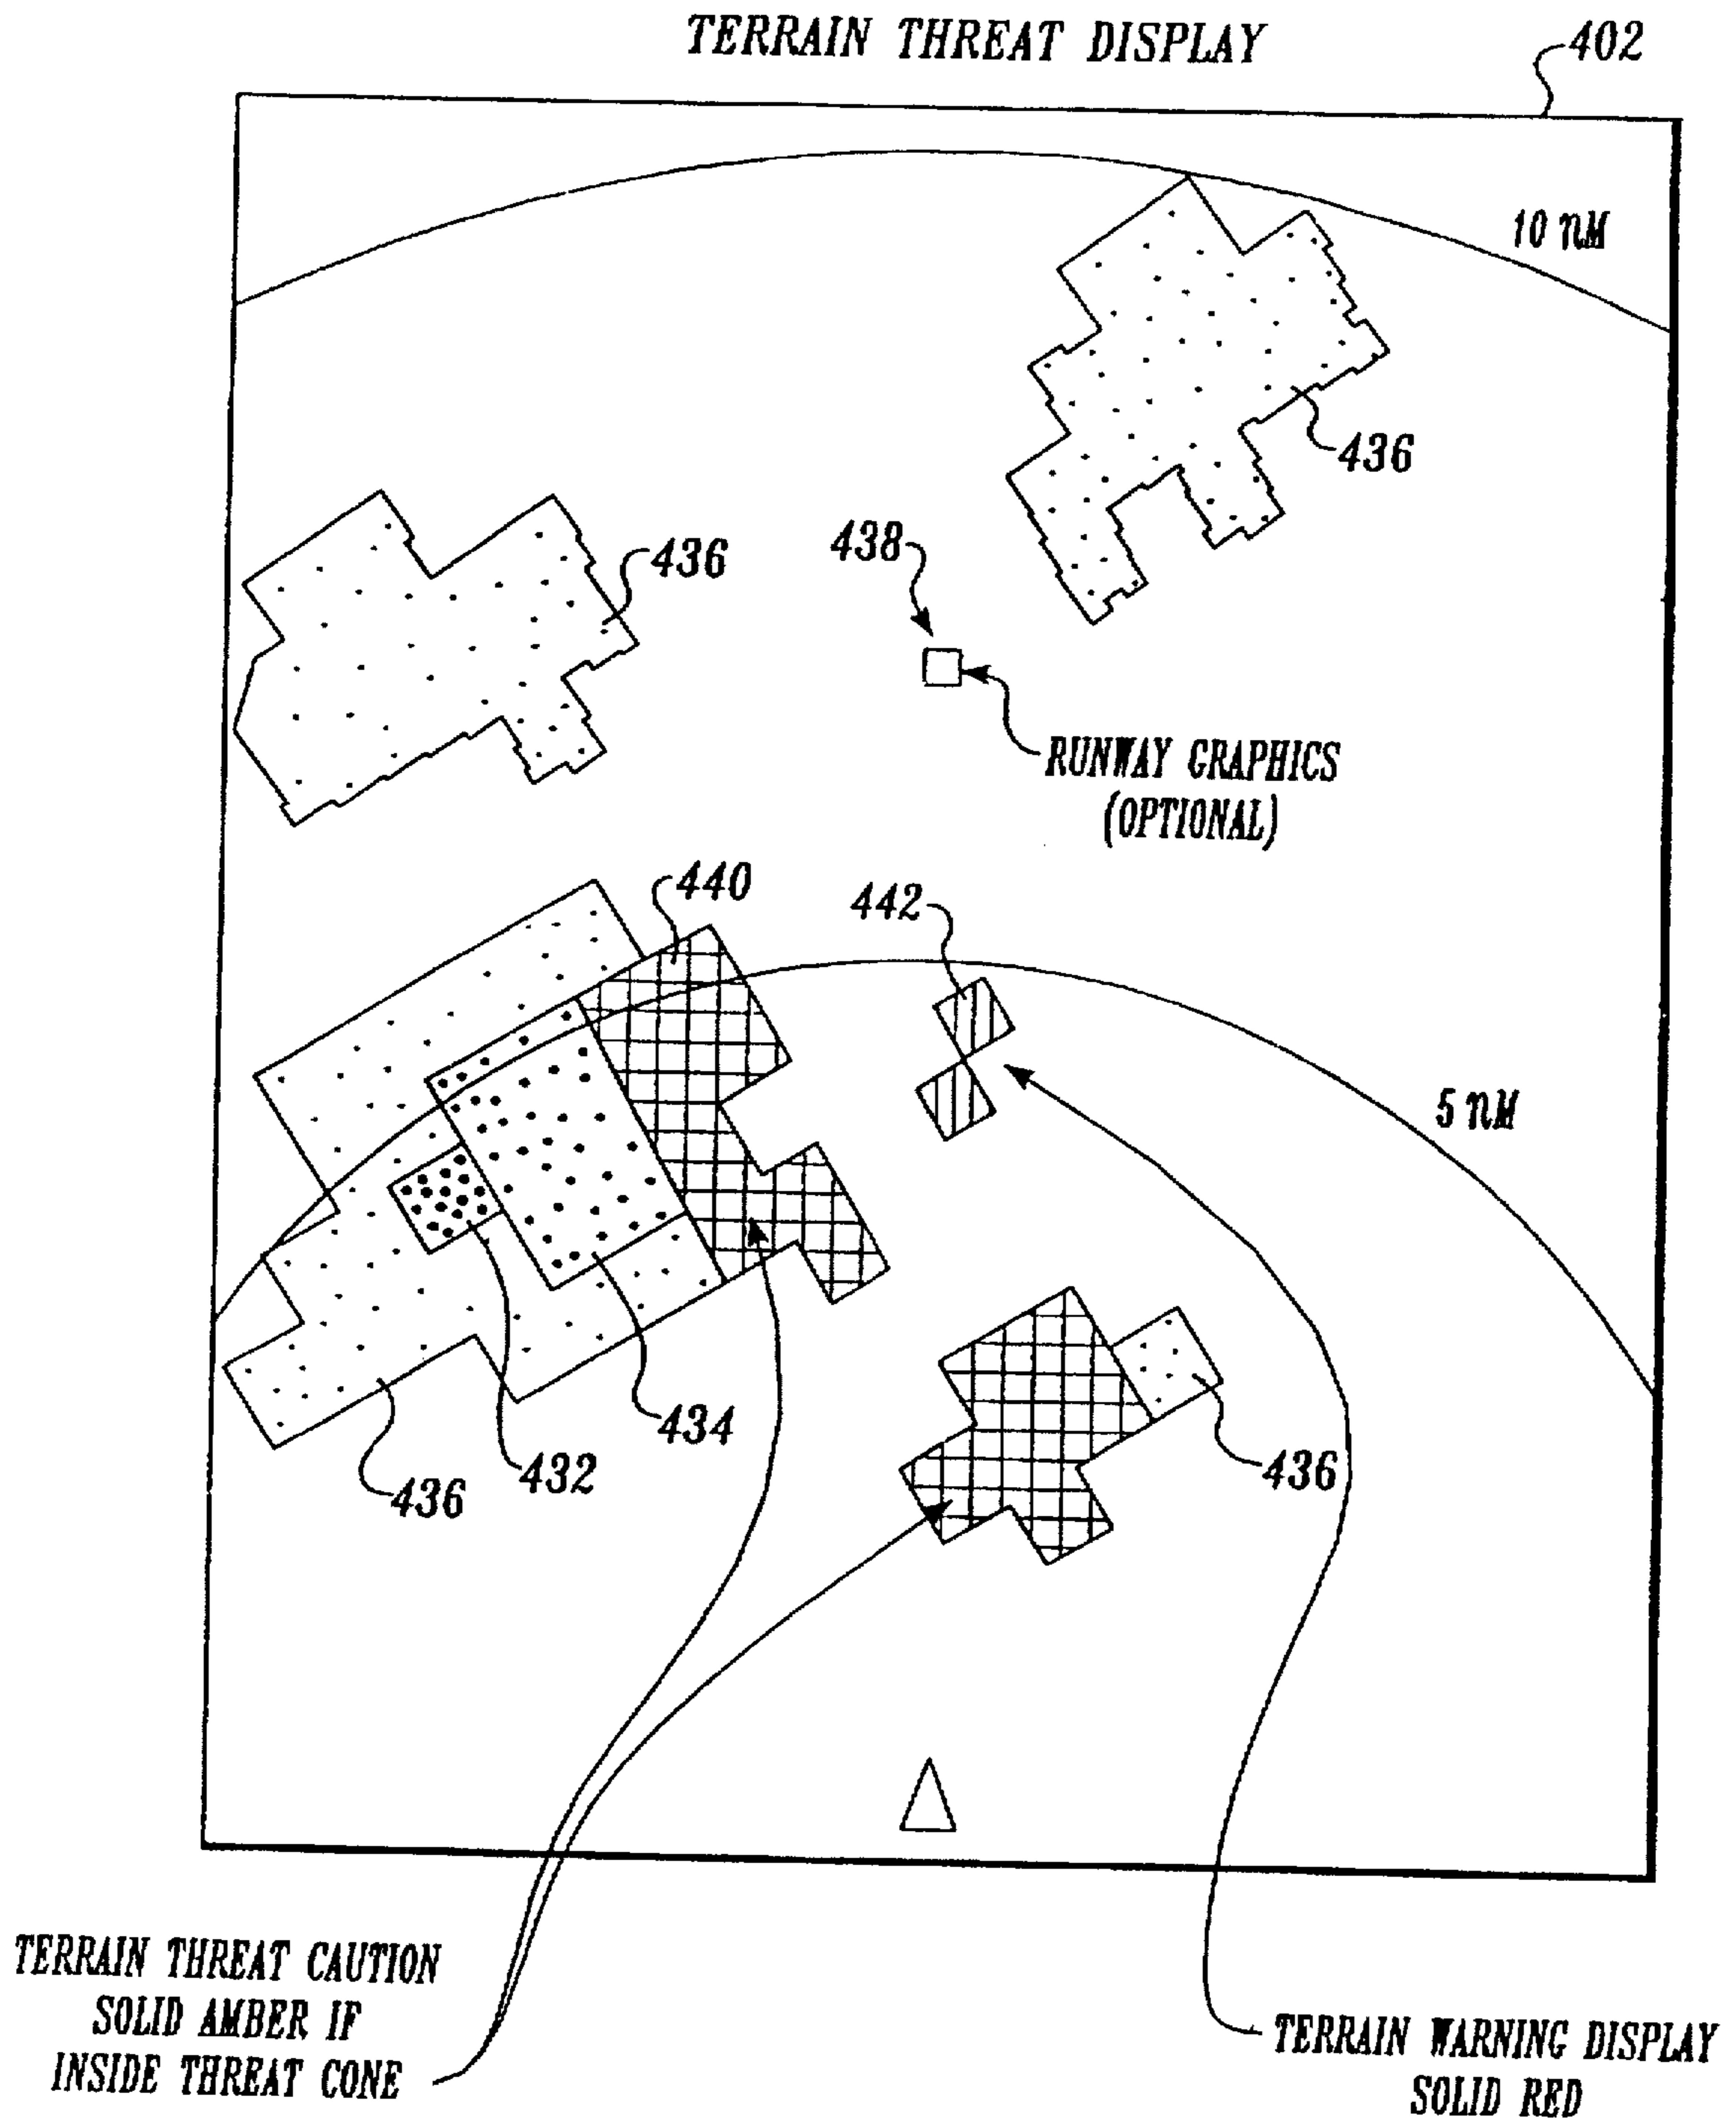 TERRAIN THREAT DISPLAY
402
10 nM
436
438
436
RUNWAY GRAPHICS
(OPTIONAL)
440
442
5 nM
434
432
436
436
TERRAIN THREAT CAUTION
SOLID AMBER IF
INSIDE THREAT CONE
TERRAIN WARNING DISPLAY
SOLID RED